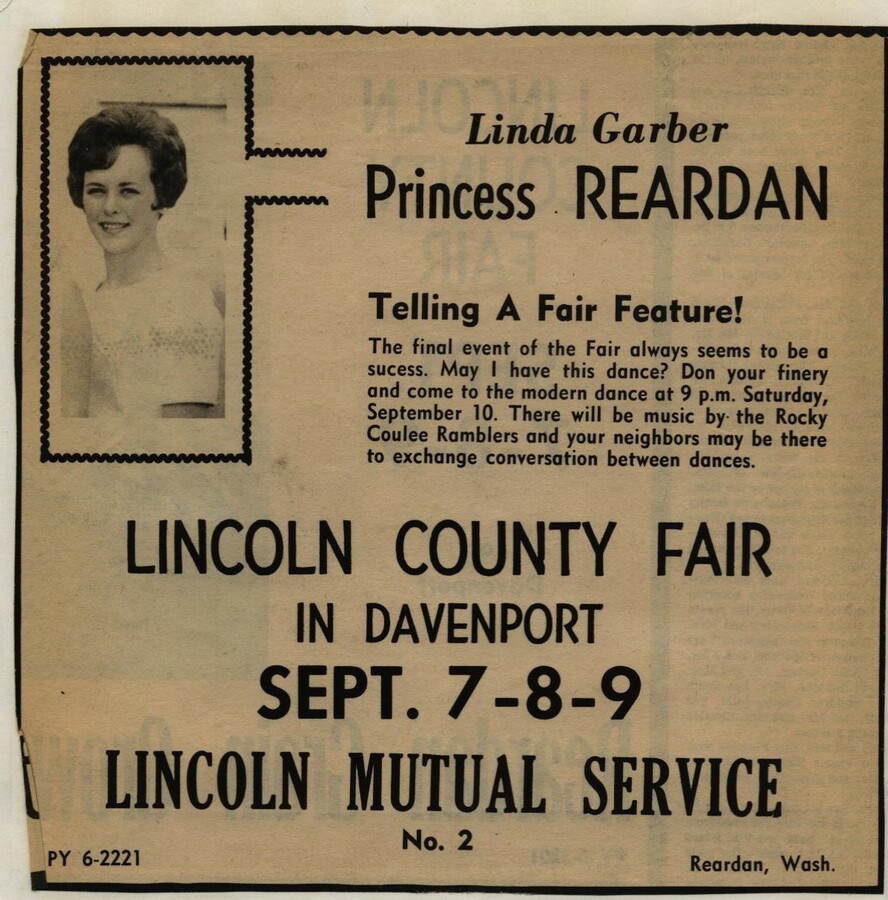 Linda Garber
Princess REARDAN
Telling A Fair Feature!
The final event of the Fair always seems to be a
sucess. May I have this dance? Don your finery
and come to the modern dance at 9 p.m. Saturday,
September 10. There will be music by the Rocky
Coulee Ramblers and your neighbors may be there
to exchange conversation between dances.
LINCOLN COUNTY FAIR
IN DAVENPORT
SEPT. 7-8-9
LINCOLN MUTUAL SERVICE
No. 2
PY 6-2221
Reardan, Wash.